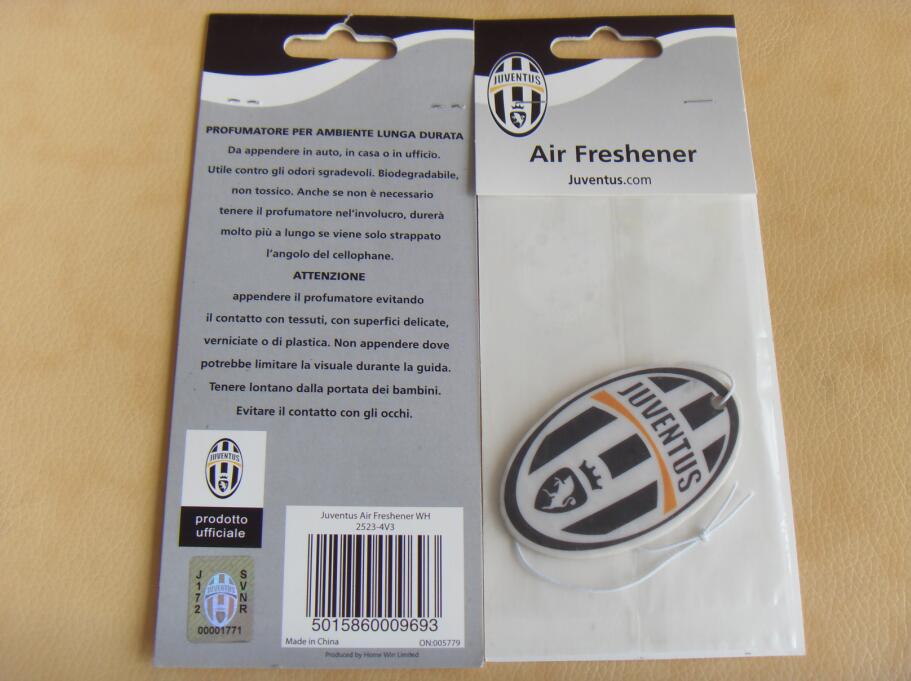 PROFUMATORE PER AMBIENTE LUNGA DURATA
Da appendere in auto, in casa o in ufficio.
Utile contro gli odori sgradevoli. Biodegradabile,
non tossico. Anche se non è necessario
tenere il profumatore nel'involucro, durerà
molto più a lungo se viene solo strappato
l'angolo del cellophane.
ATTENZIONE
appendere il profumatore evitando
il contatto con tessuti, con superfici delicate,
verniciate o di plastica. Non appendere dove
potrebbe limitare la visuale durante la guida.
Tenere lontano dalla portata dei bambini.
Evitare il contatto con gli occhi.
JUVENTUS
prodotto
ufficiale
J172
JUVENTUS
SVNR
00001771
Juventus Air Freshener WH
2523-4V3
5015860009693
Made in China
ON:005779
Produced by Home Win Limited
JUVENTUS
Air Freshener
Juventus.com
JUVENTUS